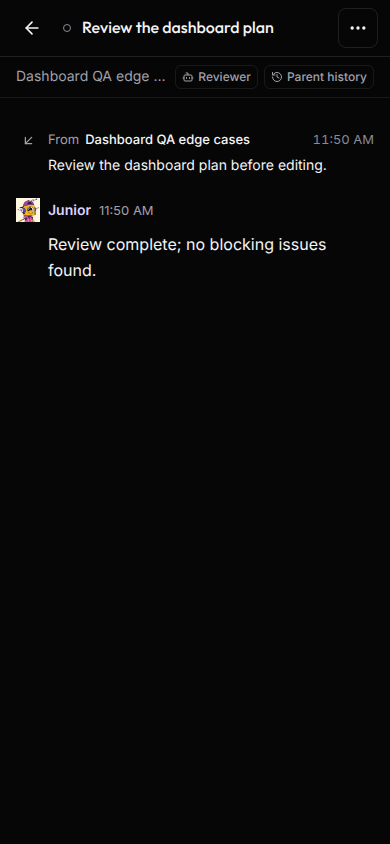 Review the dashboard plan
Dashboard QA edge ... Reviewer Parent history
From Dashboard QA edge cases 11:50 AM
Review the dashboard plan before editing.
Junior 11:50 AM
Review complete; no blocking issues
found.